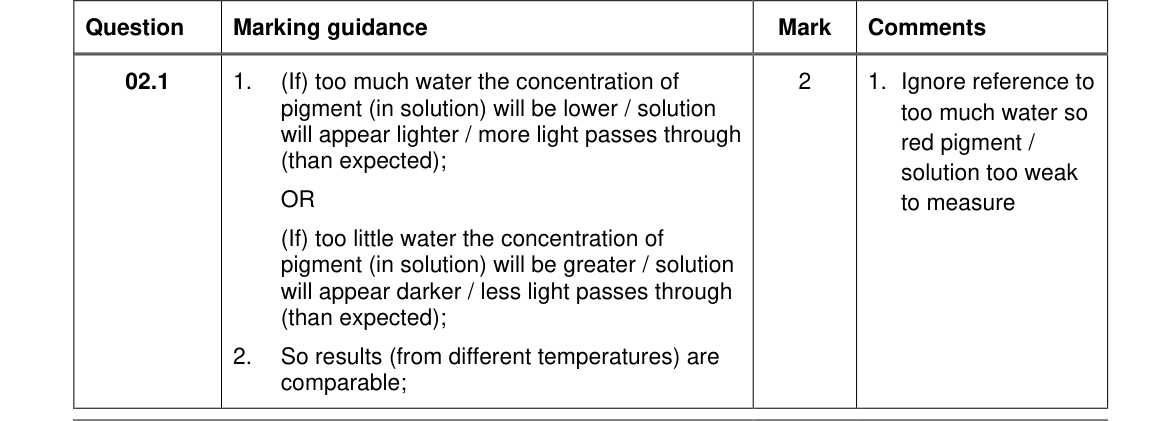 Question Marking guidance Mark Comments
02.1 1. (If) too much water the concentration of 2 1. Ignore reference to
pigment (in solution) will be lower / solution too much water so
will appear lighter / more light passes through red pigment /
(than expected); solution too weak
OR to measure
(If) too little water the concentration of
pigment (in solution) will be greater / solution
will appear darker / less light passes through
(than expected);
2. So results (from different temperatures) are
comparable;